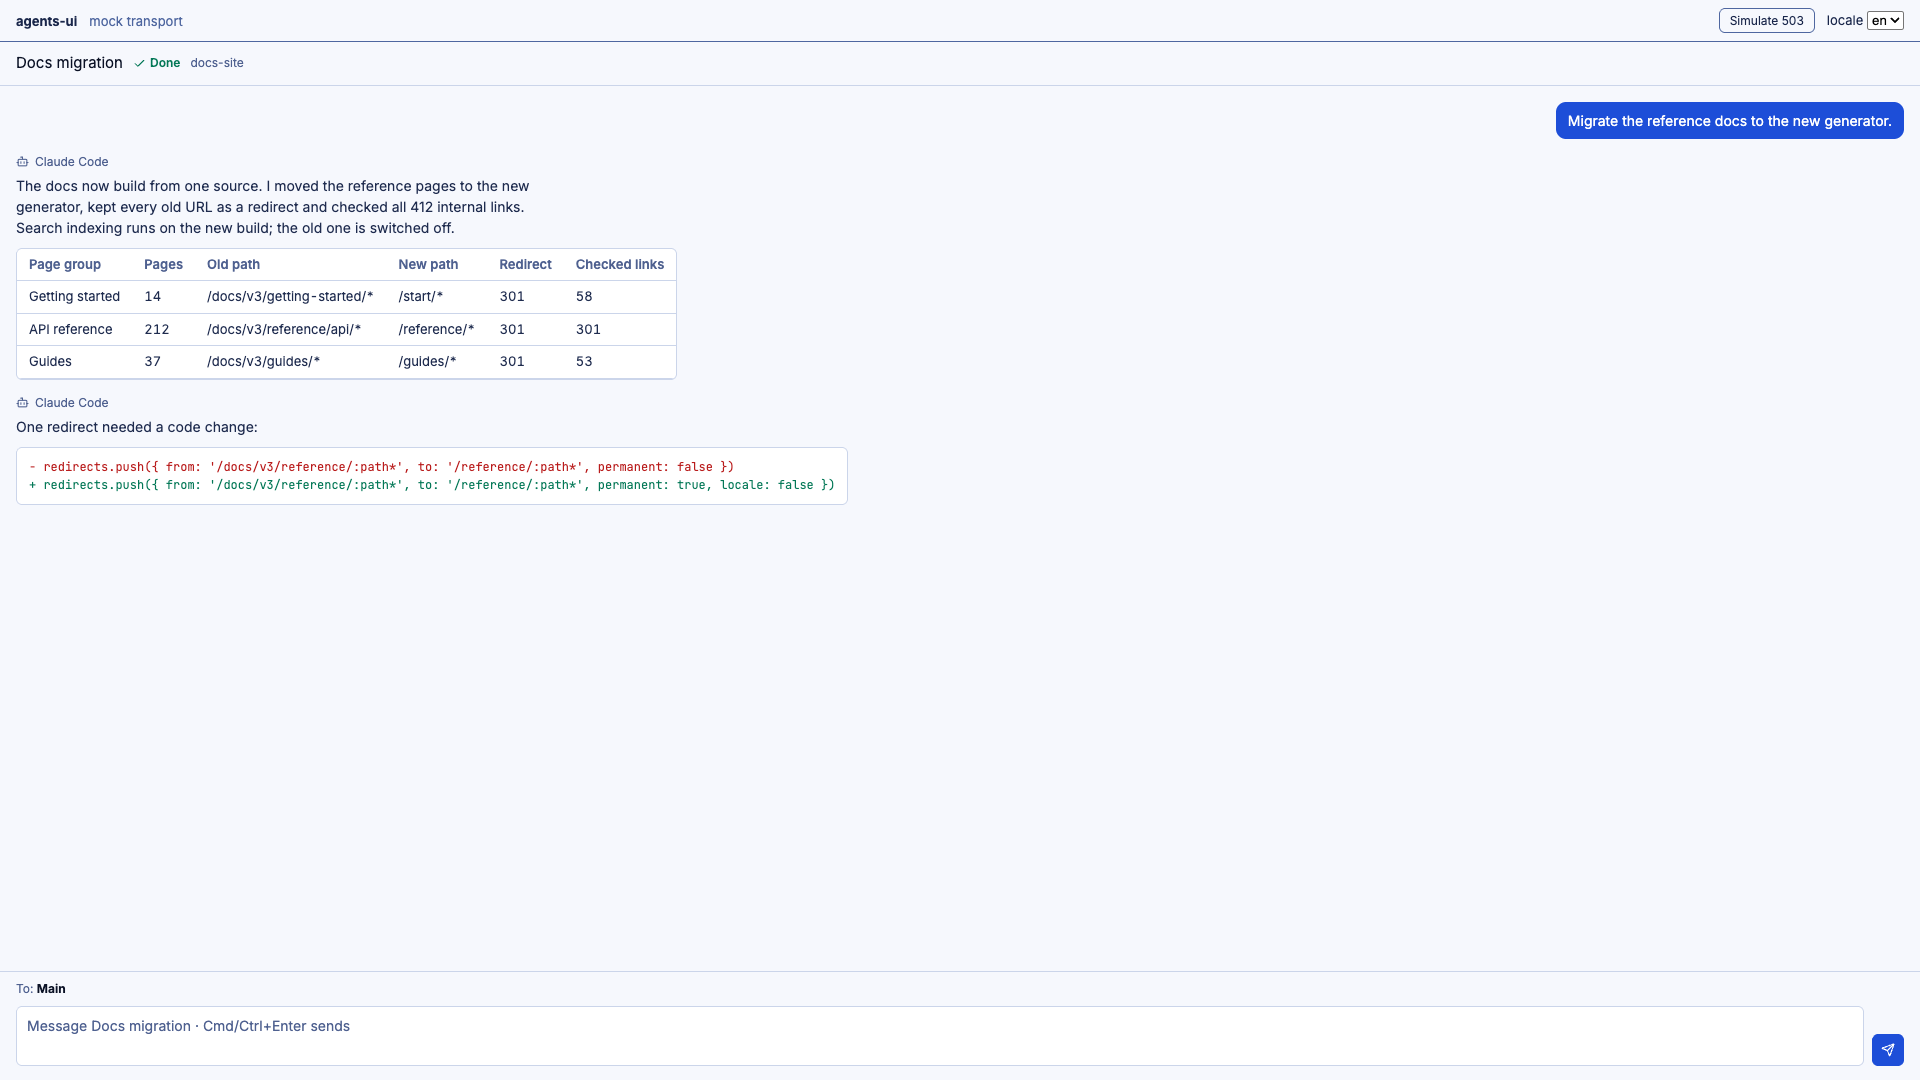 agents-ui mock transport Simulate 503 locale en
Docs migration Done docs-site
Migrate the reference docs to the new generator.
Claude Code
The docs now build from one source. I moved the reference pages to the new
generator, kept every old URL as a redirect and checked all 412 internal links.
Search indexing runs on the new build; the old one is switched off.
Page group Pages Old path New path Redirect Checked links
Getting started 14 /docs/v3/getting-started/* /start/* 301 58
API reference 212 /docs/v3/reference/api/* /reference/* 301 301
Guides 37 /docs/v3/guides/* /guides/* 301 53
Claude Code
One redirect needed a code change:
- redirects.push({ from: '/docs/v3/reference/:path*', to: '/reference/:path*', permanent: false })
+ redirects.push({ from: '/docs/v3/reference/:path*', to: '/reference/:path*', permanent: true, locale: false })
To: Main
Message Docs migration · Cmd/Ctrl+Enter sends